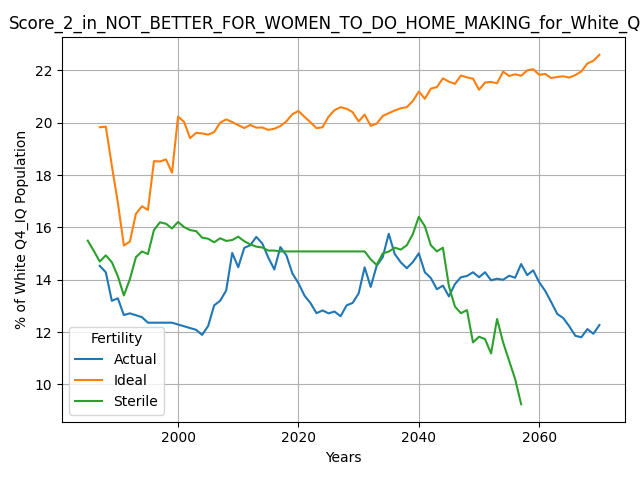 Score_2_in_NOT_BETTER_FOR_WOMEN_TO_DO_HOME_MAKING_for_White_Q
% of White Q4_IQ Population
22
20
18
16
14
12
10
Fertility
Actual
Ideal
Sterile
2000
2020
2040
2060
Years